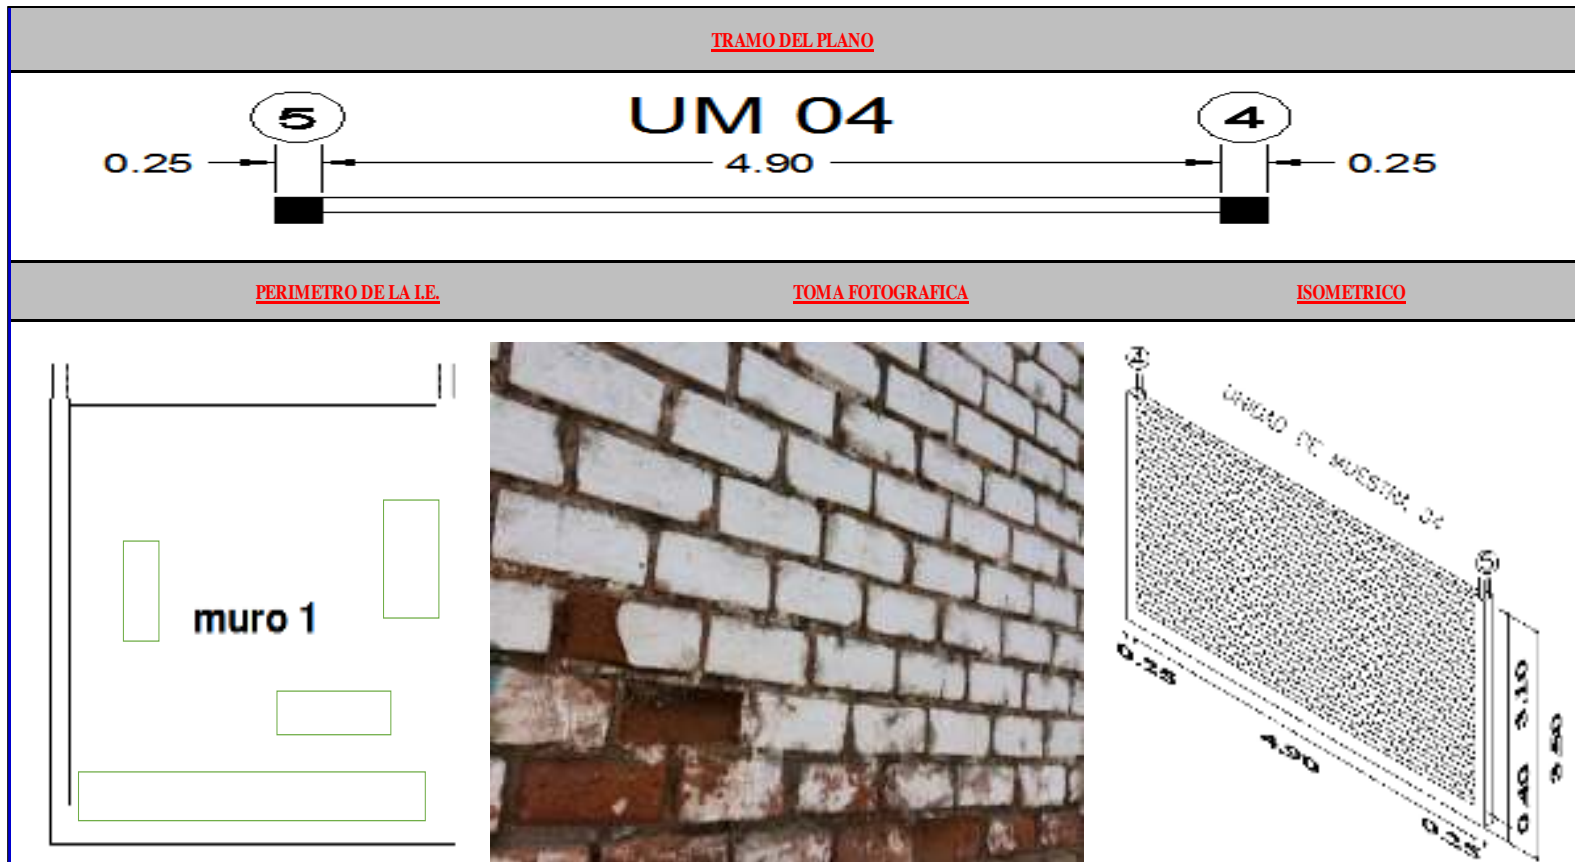 TRAMO DEL PLANO
5 UM 04 4
0.25 4.90 0.25
PERIMETRO DE LA I.E. TOMA FOTOGRAFICA ISOMETRICO
muro 1
4
UNIDAD DE MUESTRA 04
5
0.25
4.90
0.25
3.10
0.40
3.50